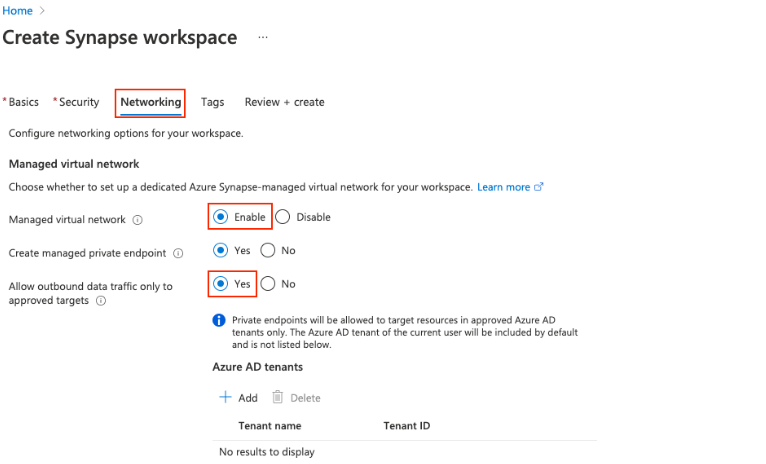 Home >
Create Synapse workspace ...
* Basics * Security Networking Tags Review + create
Configure networking options for your workspace.
Managed virtual network
Choose whether to set up a dedicated Azure Synapse-managed virtual network for your workspace. Learn more
Managed virtual network Enable Disable
Create managed private endpoint Yes No
Allow outbound data traffic only to
approved targets Yes No
Private endpoints will be allowed to target resources in approved Azure AD
tenants only. The Azure AD tenant of the current user will be included by default
and is not listed below.
Azure AD tenants
+ Add Delete
Tenant name Tenant ID
No results to display